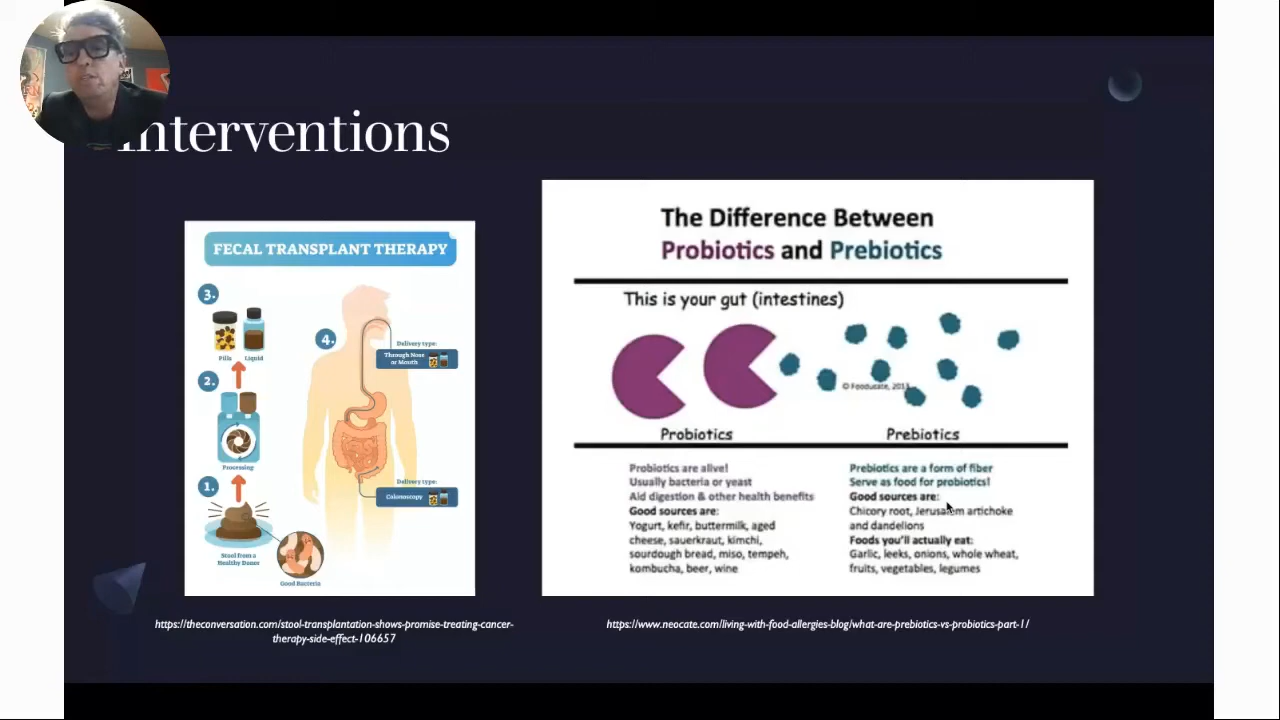 Interventions
FECAL TRANSPLANT THERAPY
3.
Pills
Liquid
2.
Processing
1.
Stool from a
Healthy Donor
Good Bacteria
4.
Delivery type:
Through Nose
or Mouth
Delivery type:
Colonoscopy
The Difference Between
Probiotics and Prebiotics
This is your gut (intestines)
© Fooducate, 2013
Probiotics
Prebiotics
Probiotics are alive!
Usually bacteria or yeast
Aid digestion & other health benefits
Good sources are:
Yogurt, kefir, buttermilk, aged
cheese, sauerkraut, kimchi,
sourdough bread, miso, tempeh,
kombucha, beer, wine
Prebiotics are a form of fiber
Serve as food for probiotics!
Good sources are:
Chicory root, Jerusalem artichoke
and dandelions
Foods you'll actually eat:
Garlic, leeks, onions, whole wheat,
fruits, vegetables, legumes
https://theconversation.com/stool-transplantation-shows-promise-treating-cancer-
therapy-side-effect-106657
https://www.neocate.com/living-with-food-allergies-blog/what-are-prebiotics-vs-probiotics-part-1/